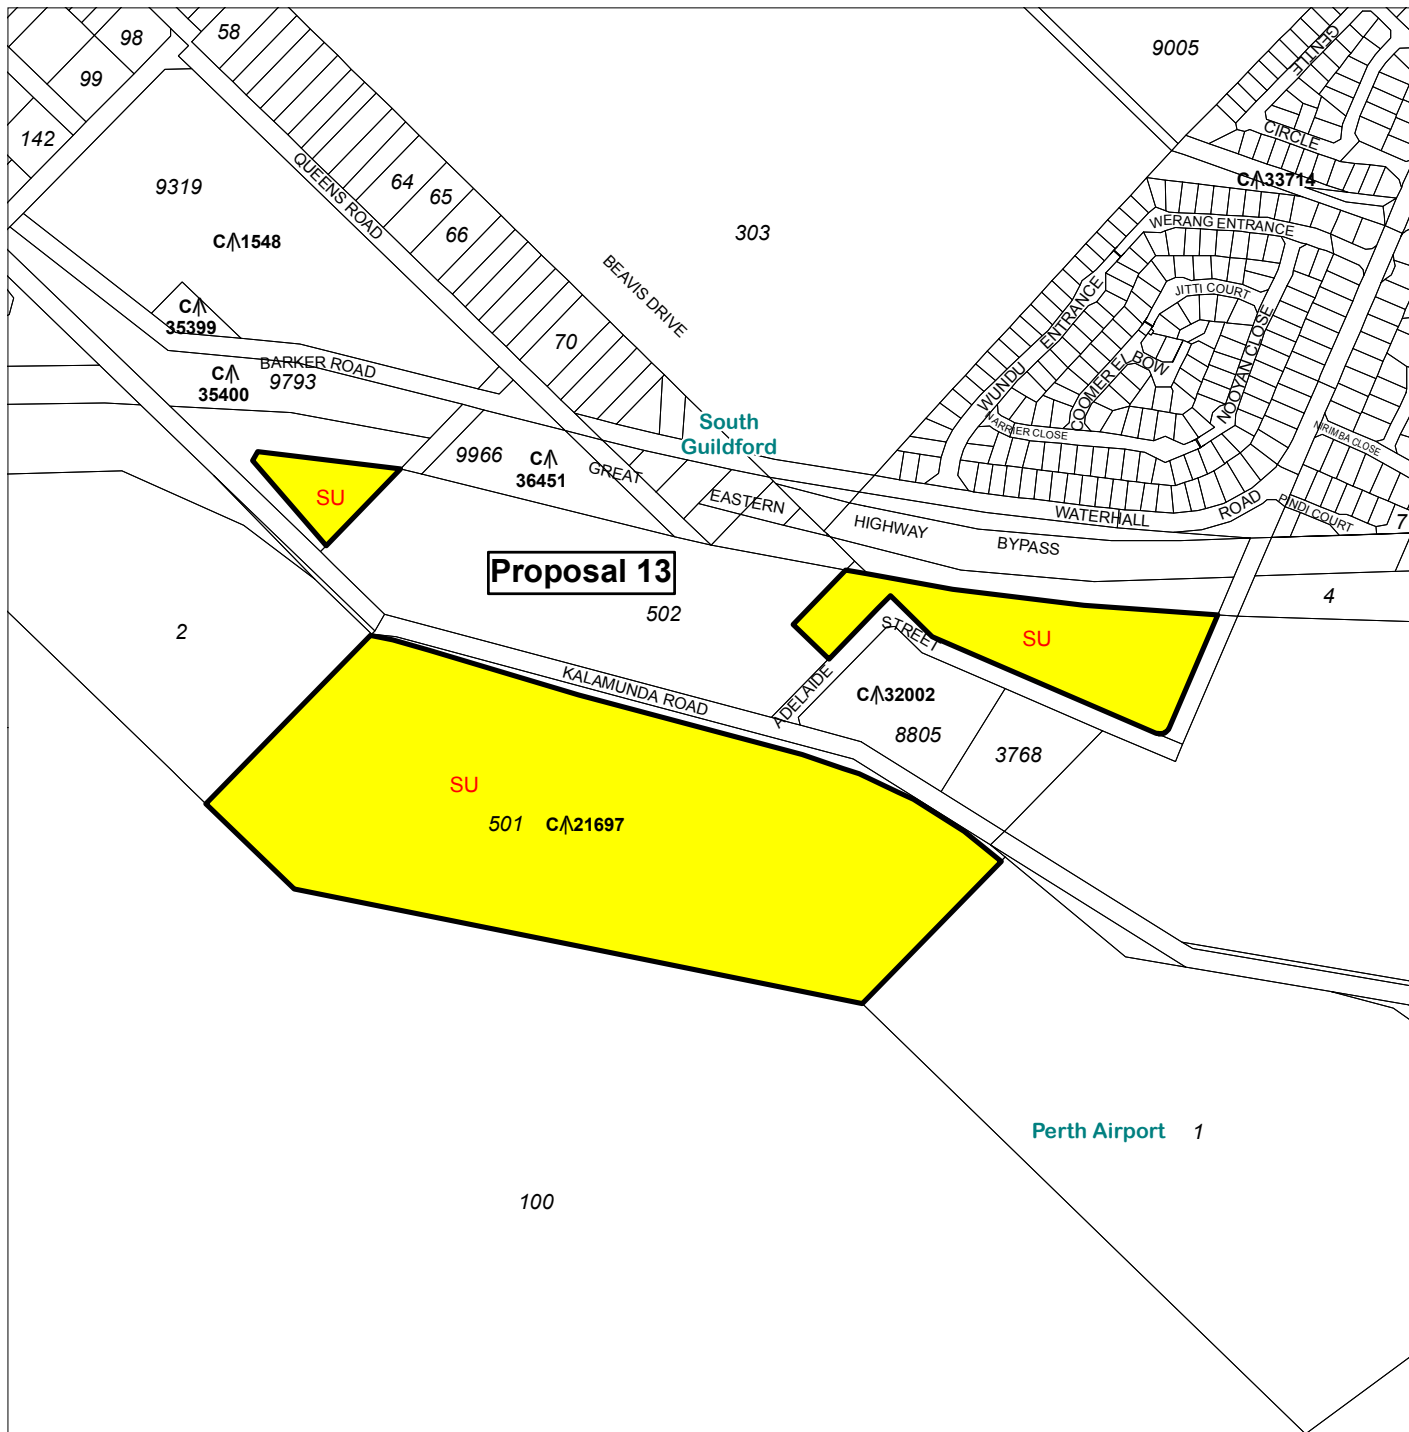 58
98
99
142
9005
GENTLE
CIRCLE
C/|\33714
9319
QUEENS ROAD
64
65
66
303
C/|\1548
WERANG ENTRANCE
BEAVIS DRIVE
JITTI COURT
WUNDU ENTRANCE
COOMER ELBOW
NOOYAN CLOSE
C/|\
35399
70
BARKER ROAD
C/|\
35400
9793
South
Guildford
WARRIER CLOSE
NIRIMBA CLOSE
9966
C/|\
36451
GREAT
EASTERN
HIGHWAY
BYPASS
WATERHALL
ROAD
PINDI COURT
7
SU
Proposal 13
502
4
2
STREET
SU
ADELAIDE
KALAMUNDA ROAD
C/|\32002
8805
3768
SU
501
C/|\21697
Perth Airport
1
100